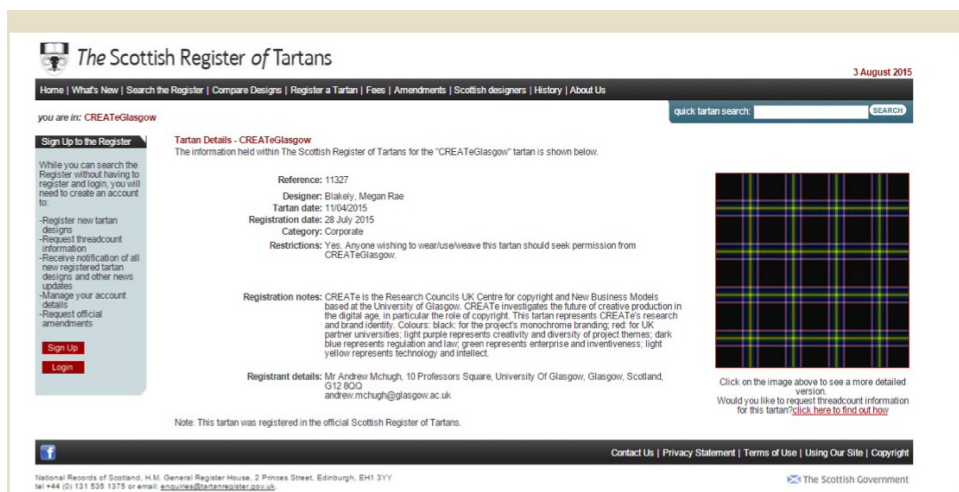 The Scottish Register of Tartans
3 August 2015
Home | What's New | Search the Register | Compare Designs | Register a Tartan | Fees | Amendments | Scottish designers | History | About Us
you are in: CREATeGlasgow
quick tartan search:
SEARCH
Sign Up to the Register
While you can search the
Register without having to
register and login, you will
need to create an account
to:
-Register new tartan
designs
-Request threadcount
information
-Receive notification of all
new registered tartan
designs and other news
updates
-Manage your account
details
-Request official
amendments
Sign Up
Login
Tartan Details - CREATeGlasgow
The information held within The Scottish Register of Tartans for the "CREATeGlasgow" tartan is shown below.
Reference: 11327
Designer: Blakely, Megan Rae
Tartan date: 11/04/2015
Registration date: 28 July 2015
Category: Corporate
Restrictions: Yes. Anyone wishing to wear/use/weave this tartan should seek permission from
CREATeGlasgow.
Registration notes: CREATe is the Research Councils UK Centre for copyright and New Business Models
based at the University of Glasgow. CREATe investigates the future of creative production in
the digital age, in particular the role of copyright. This tartan represents CREATe's research
and brand identity. Colours: black: for the project's monochrome branding; red: for UK
partner universities; light purple represents creativity and diversity of project themes; dark
blue represents regulation and law; green represents enterprise and inventiveness; light
yellow represents technology and intellect.
Registrant details: Mr Andrew Mchugh, 10 Professors Square, University Of Glasgow, Glasgow, Scotland,
G12 8QQ
andrew.mchugh@glasgow.ac.uk
Note: This tartan was registered in the official Scottish Register of Tartans.
Click on the image above to see a more detailed
version.
Would you like to request threadcount information
for this tartan?click here to find out how
f
Contact Us | Privacy Statement | Terms of Use | Using Our Site | Copyright
National Records of Scotland, H.M. General Register House, 2 Princes Street, Edinburgh, EH1 3YY
tel +44 (0) 131 535 1375 or email: enquiries@tartanregister.gov.uk.
The Scottish Government